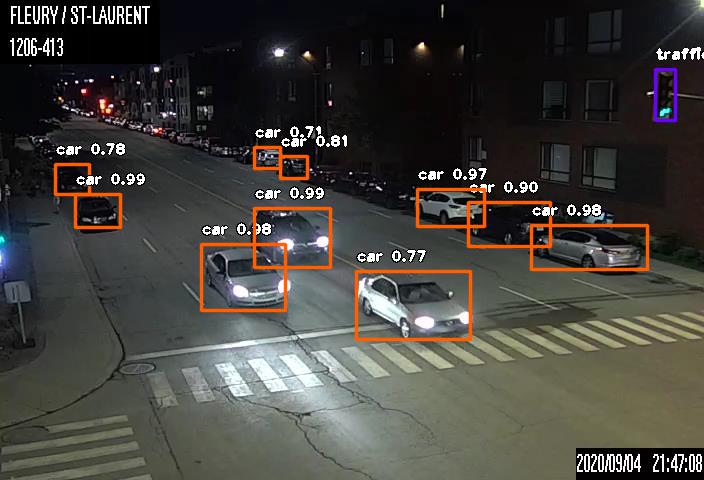 FLEURY / ST-LAURENT
1206-413
traffi
car 0.71
car 0.81
car 0.78
car 0.99
car 0.97
car 0.90
car 0.99
car 0.98
car 0.98
car 0.77
2020/09/04 21:47:08